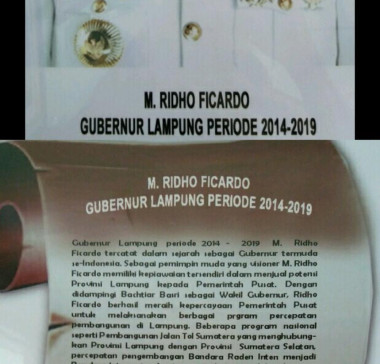 M. RIDHO FICARDO
GUBERNUR LAMPUNG PERIODE 2014-2019
M. RIDHO FICARDO
GUBERNUR LAMPUNG PERIODE 2014-2019
Gubernur Lampung periode 2014 - 2019 M. Ridho
Ficardo tercatat dalam sejarah sebagai Gubernur termuda
se-Indonesia. Sebagai pemimpin muda yang visioner M. Ridho
Ficardo memiliki kepiawaian tersendiri dalam menjual potensi
Provinsi Lampung kepada Pemerintah Pusat. Dengan
didampingi Bachtiar Basri sebagai Wakil Gubernur, Ridho
Ficardo berhasil meraih kepercayaan Pemerintah Pusat
untuk melaksanakan berbagai prgram percepatan
pembangunan di Lampung. Beberapa program nasional
seperti Pembangunan Jalan Tol Sumatera yang menghubung-
kan Provinsi Lampung dengan Provinsi Sumatera Selatan,
percepatan pengembangan Bandara Raden Inten menjadi